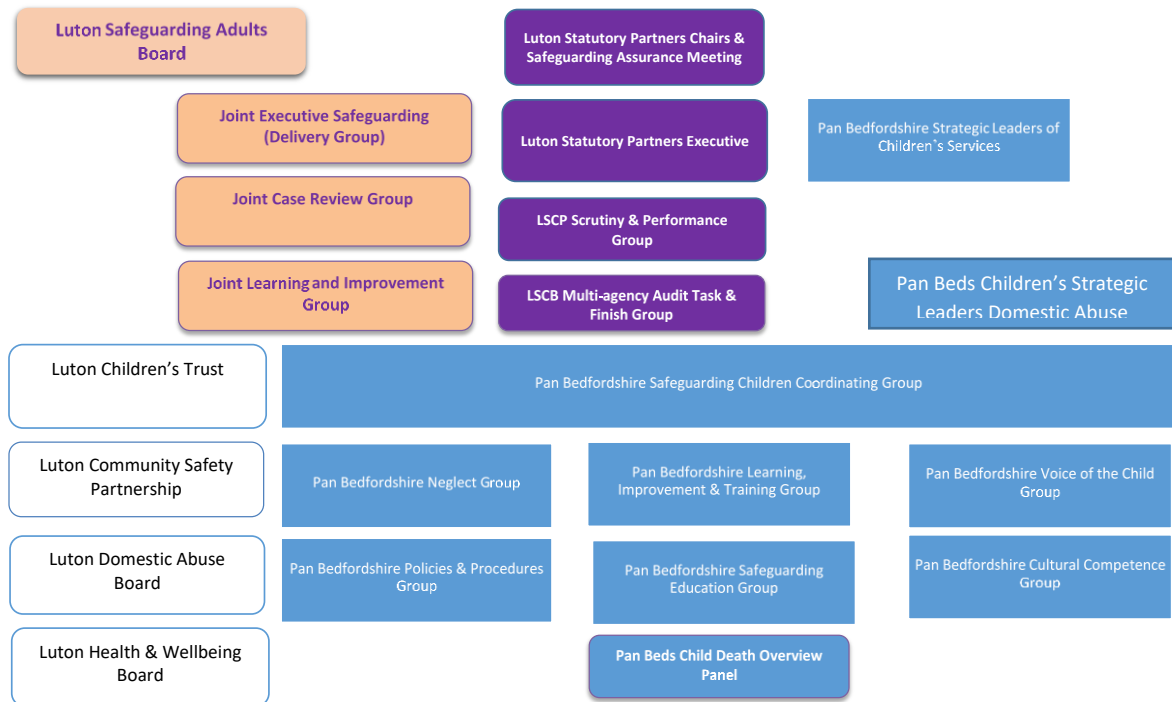 Luton Safeguarding Adults
Board
Luton Statutory Partners Chairs &
Safeguarding Assurance Meeting
Joint Executive Safeguarding
(Delivery Group)
Luton Statutory Partners Executive
Pan Bedfordshire Strategic Leaders of
Children`s Services
Joint Case Review Group
LSCP Scrutiny & Performance
Group
Joint Learning and Improvement
Group
LSCB Multi-agency Audit Task &
Finish Group
Pan Beds Children's Strategic
Leaders Domestic Abuse
Luton Children's Trust
Pan Bedfordshire Safeguarding Children Coordinating Group
Luton Community Safety
Partnership
Pan Bedfordshire Neglect Group
Pan Bedfordshire Learning,
Improvement & Training Group
Pan Bedfordshire Voice of the Child
Group
Luton Domestic Abuse
Board
Pan Bedfordshire Policies & Procedures
Group
Pan Bedfordshire Safeguarding
Education Group
Pan Bedfordshire Cultural Competence
Group
Luton Health & Wellbeing
Board
Pan Beds Child Death Overview
Panel